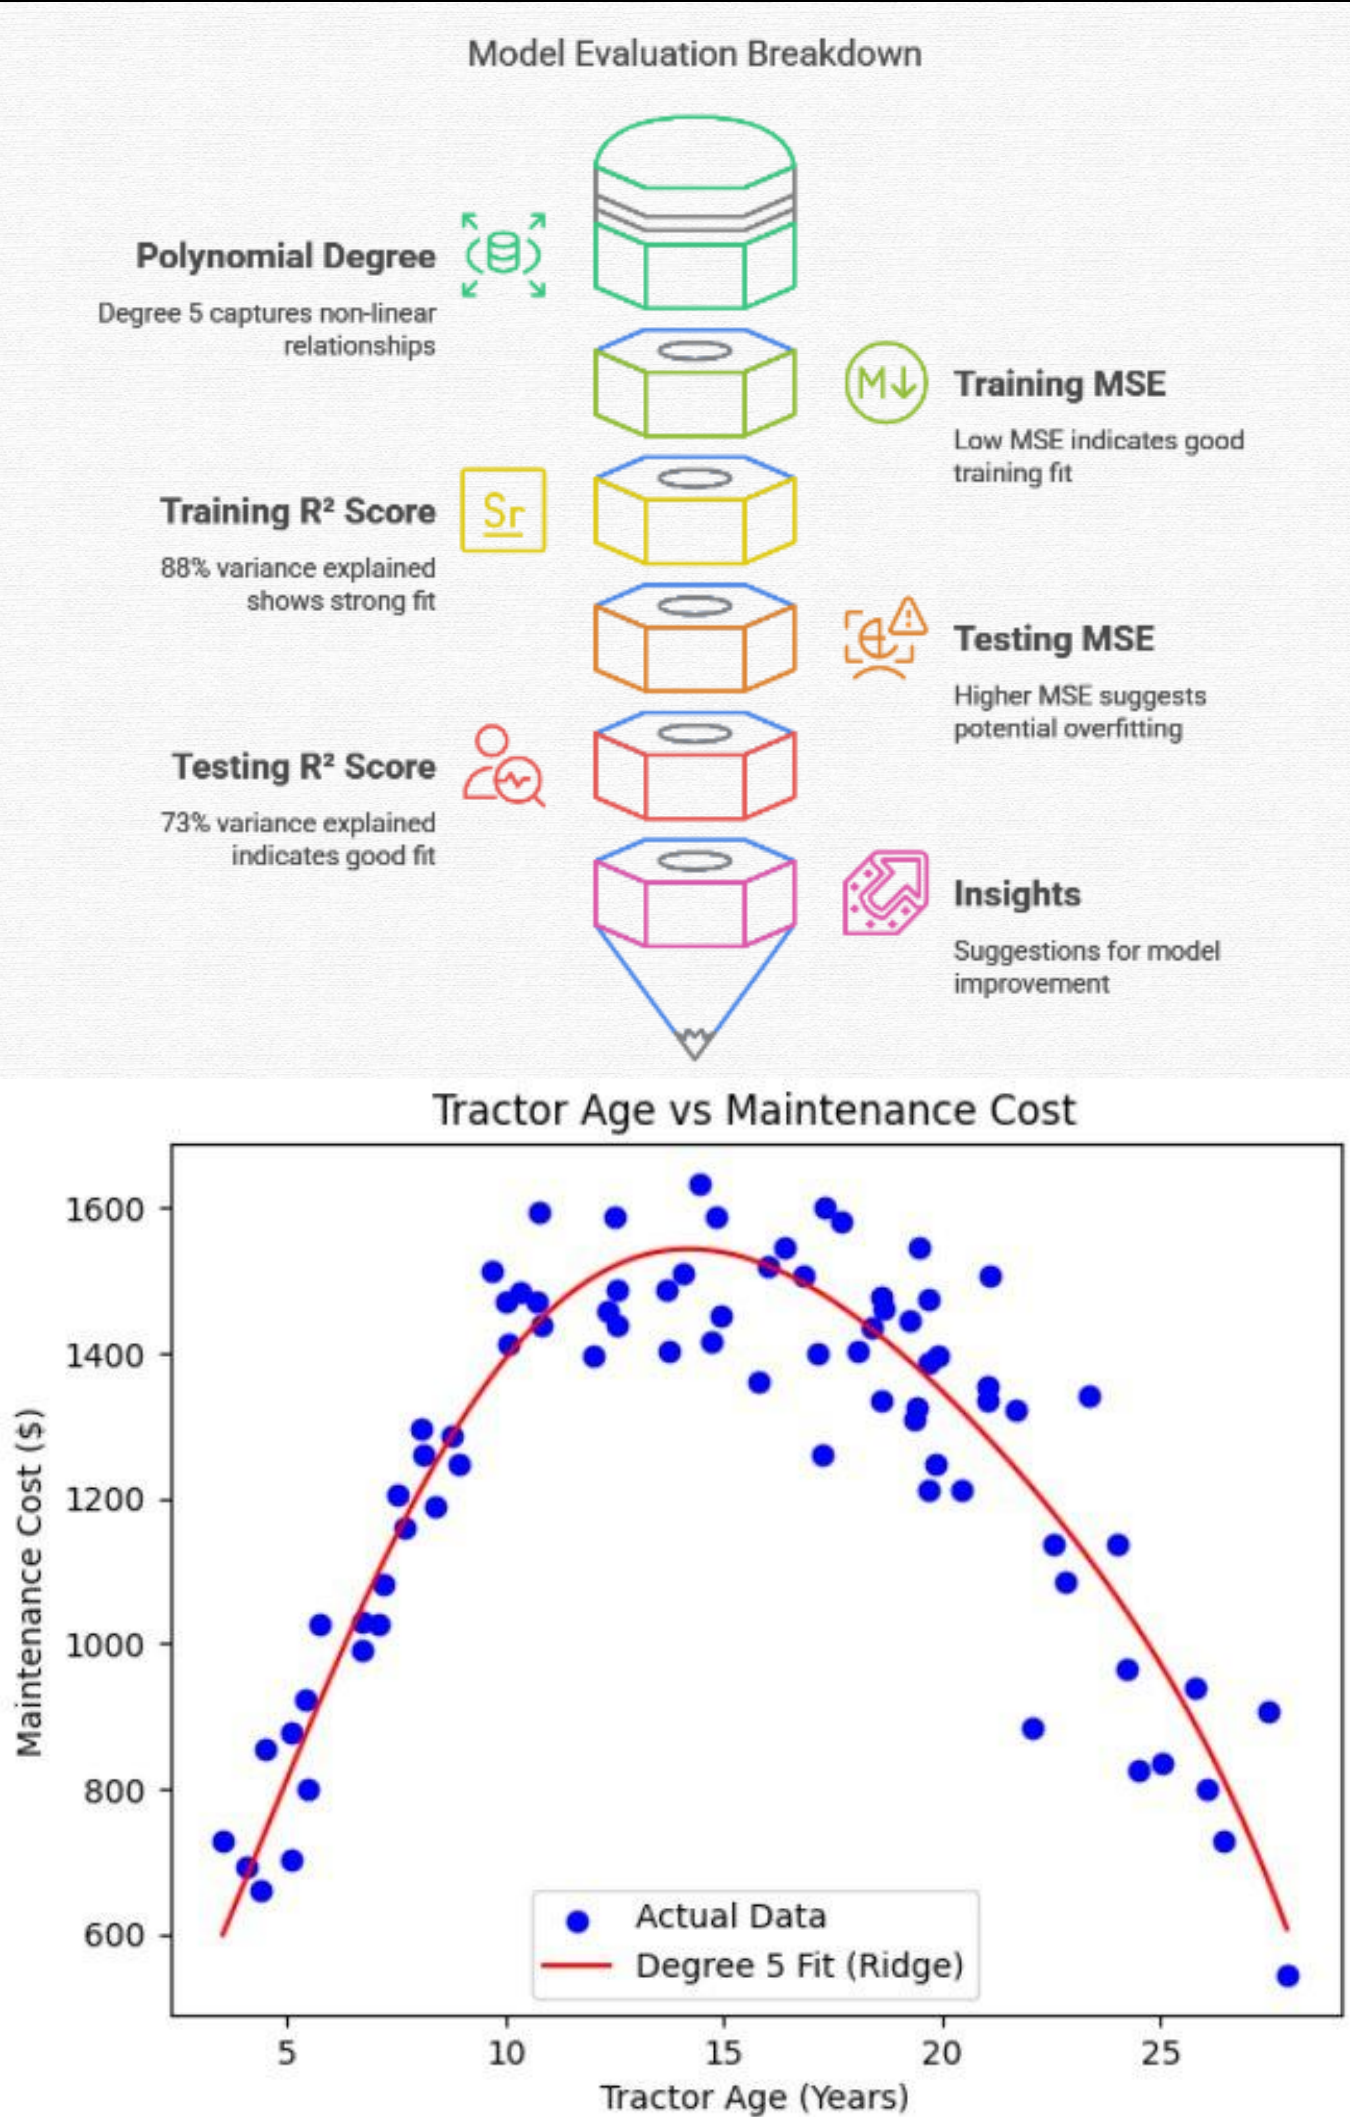 Model Evaluation Breakdown
Polynomial Degree
Degree 5 captures non-linear
relationships
M↓
Training MSE
Low MSE indicates good
training fit
Training R² Score
Sr
88% variance explained
shows strong fit
Testing MSE
Higher MSE suggests
potential overfitting
Testing R² Score
73% variance explained
indicates good fit
Insights
Suggestions for model
improvement
Tractor Age vs Maintenance Cost
Maintenance Cost ($)
1600
1400
1200
1000
800
600
Actual Data
Degree 5 Fit (Ridge)
5 10 15 20 25
Tractor Age (Years)